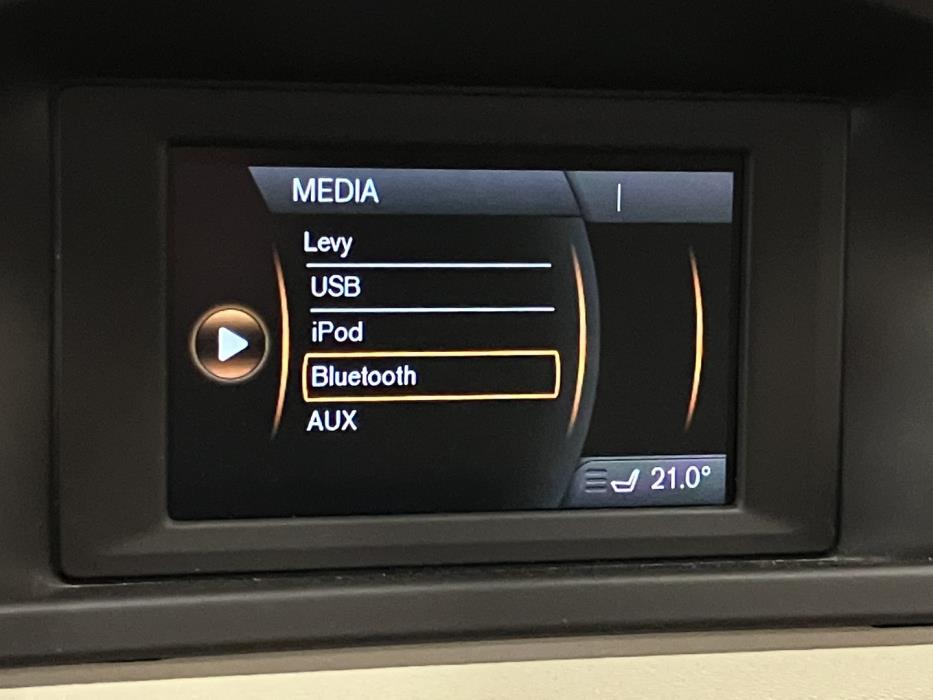 MEDIA
Levy
USB
iPod
Bluetooth
AUX
21.0°